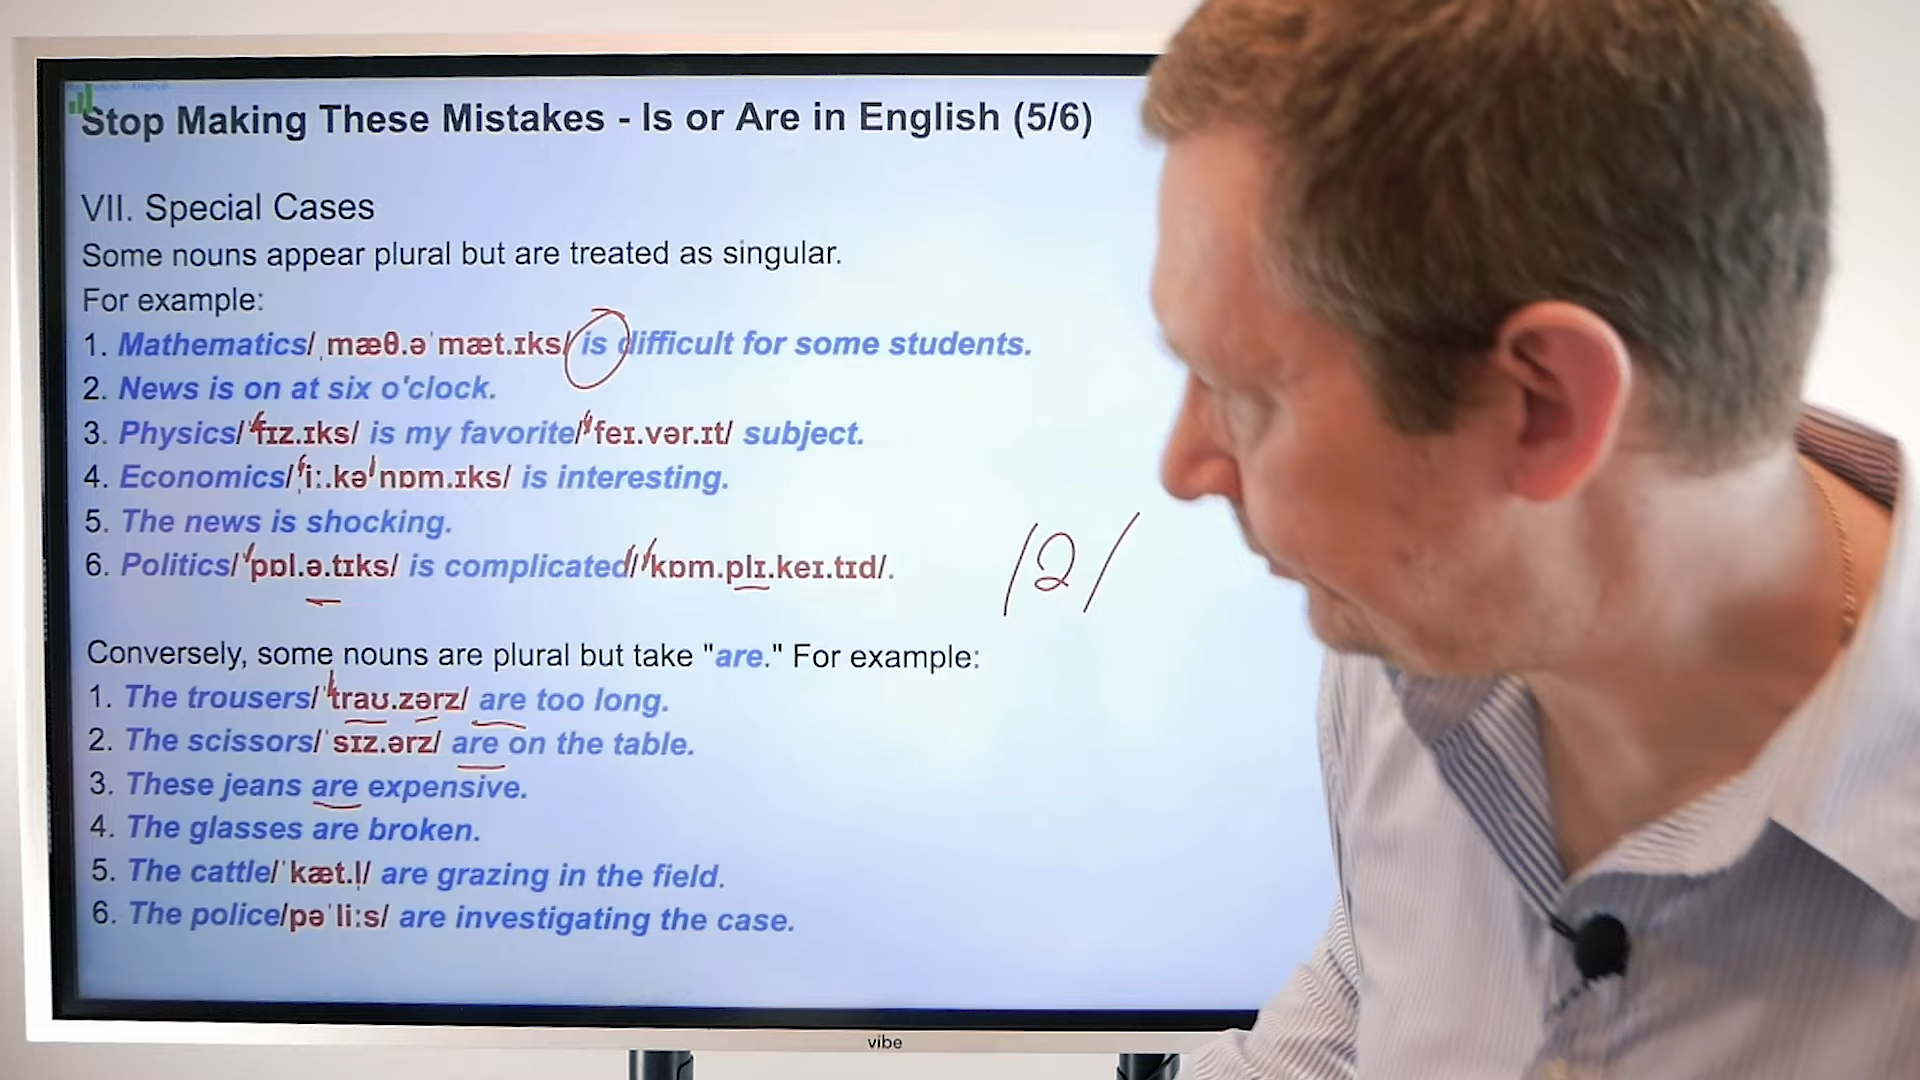 Stop Making These Mistakes - Is or Are in English (5/6)
VII. Special Cases
Some nouns appear plural but are treated as singular.
For example:
1. Mathematics/ˌmæθ.əˈmæt.ɪks/ is difficult for some students.
2. News is on at six o'clock.
3. Physics/ˈfɪz.ɪks/ is my favorite/ˈfeɪ.vər.ɪt/ subject.
4. Economics/ˌiː.kəˈnɒm.ɪks/ is interesting.
5. The news is shocking.
6. Politics/ˈpɒl.ə.tɪks/ is complicated/ˈkɒm.plɪ.keɪ.tɪd/.
/ə/
Conversely, some nouns are plural but take "are." For example:
1. The trousers/ˈtraʊ.zərz/ are too long.
2. The scissors/ˈsɪz.ərz/ are on the table.
3. These jeans are expensive.
4. The glasses are broken.
5. The cattle/ˈkæt.l̩/ are grazing in the field.
6. The police/pəˈliːs/ are investigating the case.
vibe